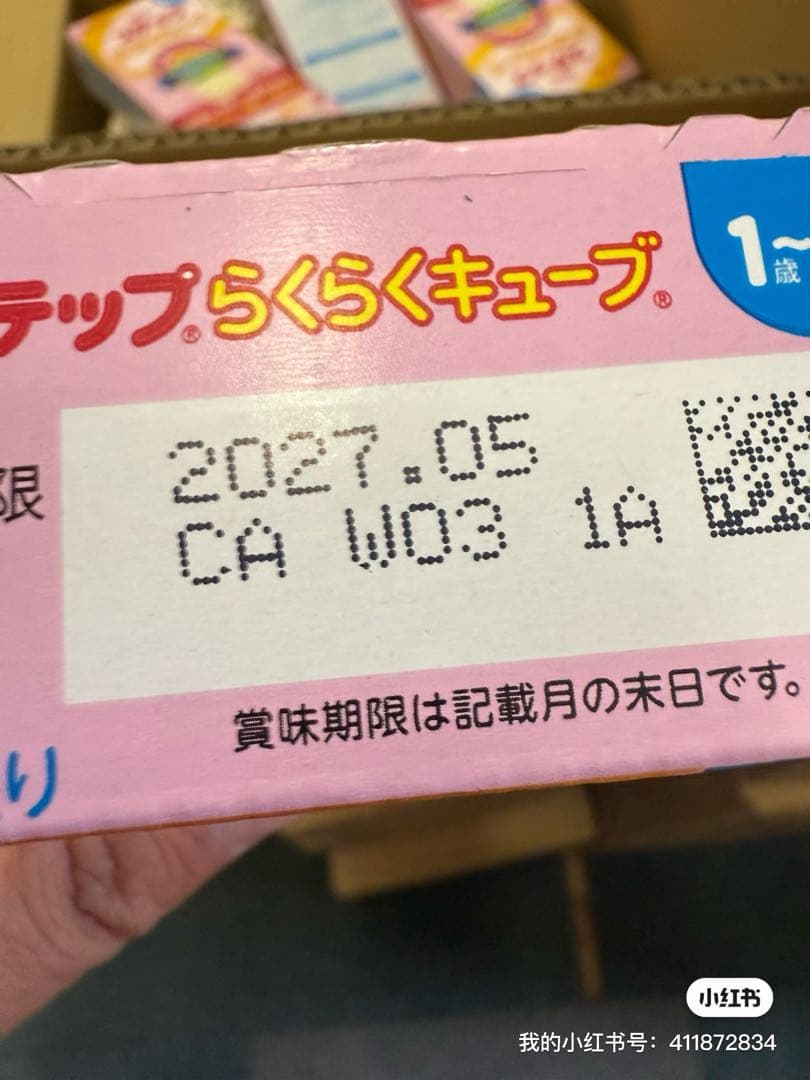 テップ®らくらくキューブ®
1~
歳
限
2027.05
CA W03 1A
賞味期限は記載月の末日です。
り
小红书
我的小红书号：411872834